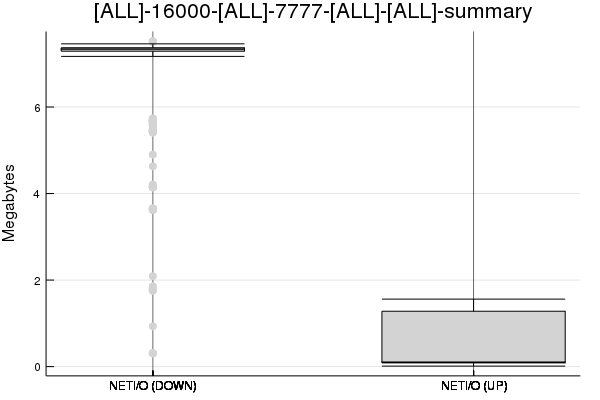 [ALL]-16000-[ALL]-7777-[ALL]-[ALL]-summary
Megabytes
6
4
2
0
NETI/O (DOWN)
NETI/O (UP)